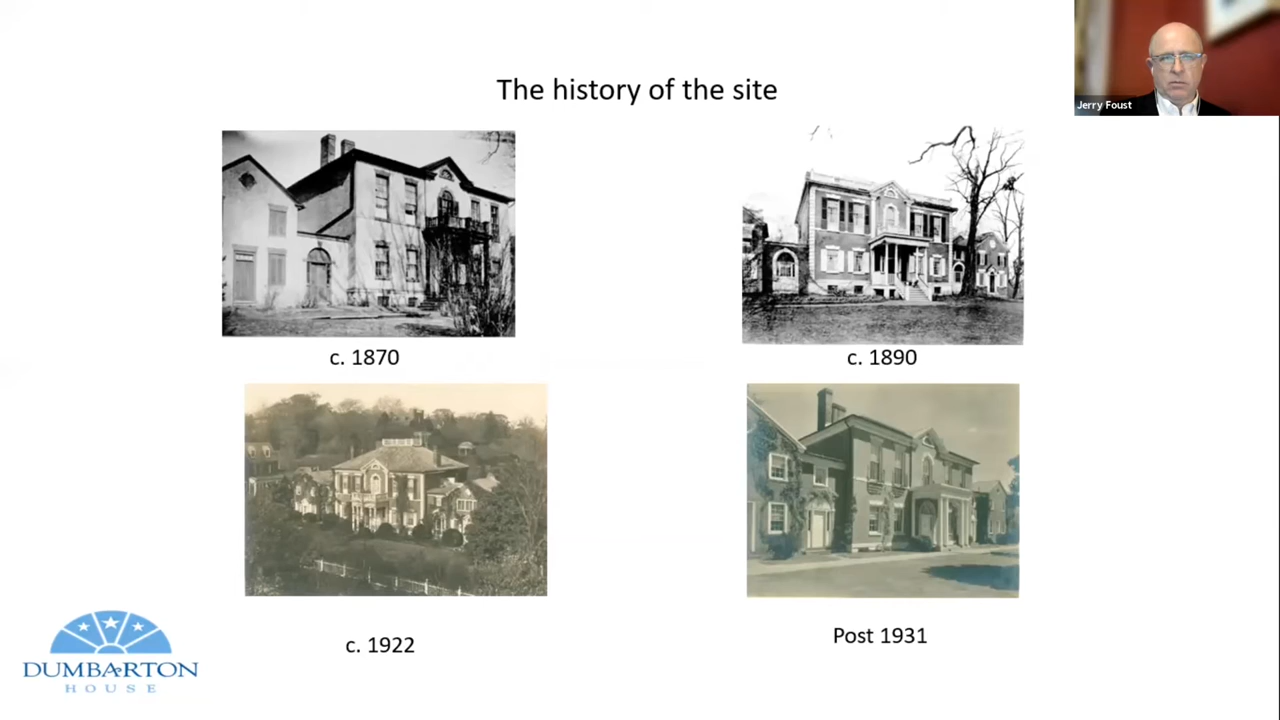 The history of the site
Jerry Foust
c. 1870
c. 1890
c. 1922
Post 1931
DUMBARTON
HOUSE